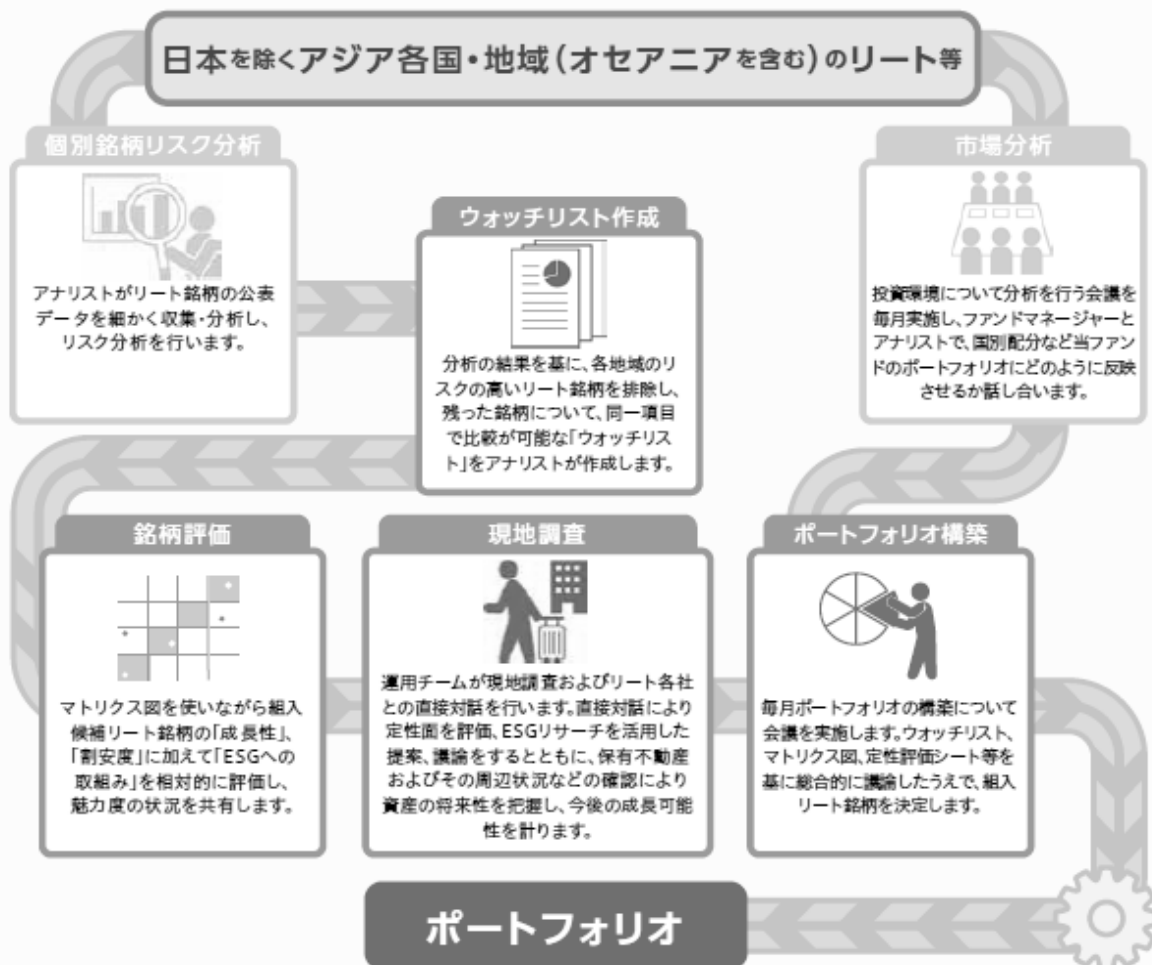 日本を除くアジア各国・地域(オセアニアを含む)のリート等
個別銘柄リスク分析
アナリストがリート銘柄の公表
データを細かく収集・分析し、
リスク分析を行います。
ウォッチリスト作成
分析の結果を基に、各地域のリ
スクの高いリート銘柄を排除し、
残った銘柄について、同一項目
で比較が可能な「ウォッチリス
ト」をアナリストが作成します。
市場分析
投資環境について分析を行う会議を
毎月実施し、ファンドマネージャーと
アナリストで、国別配分など当ファン
ドのポートフォリオにどのように反映
させるか話し合います。
銘柄評価
マトリクス図を使いながら組入
候補リート銘柄の「成長性」、
「割安度」に加えて「ESGへの
取組み」を相対的に評価し、
魅力度の状況を共有します。
現地調査
運用チームが現地調査およびリート各社
との直接対話を行います。直接対話により
定性面を評価、ESGリサーチを活用した
提案、議論をするとともに、保有不動産
およびその周辺状況などの確認により
資産の将来性を把握し、今後の成長可能
性を計ります。
ポートフォリオ構築
毎月ポートフォリオの構築について
会議を実施します。ウォッチリスト、
マトリクス図、定性評価シート等を
基に総合的に議論したうえで、組入
リート銘柄を決定します。
ポートフォリオ